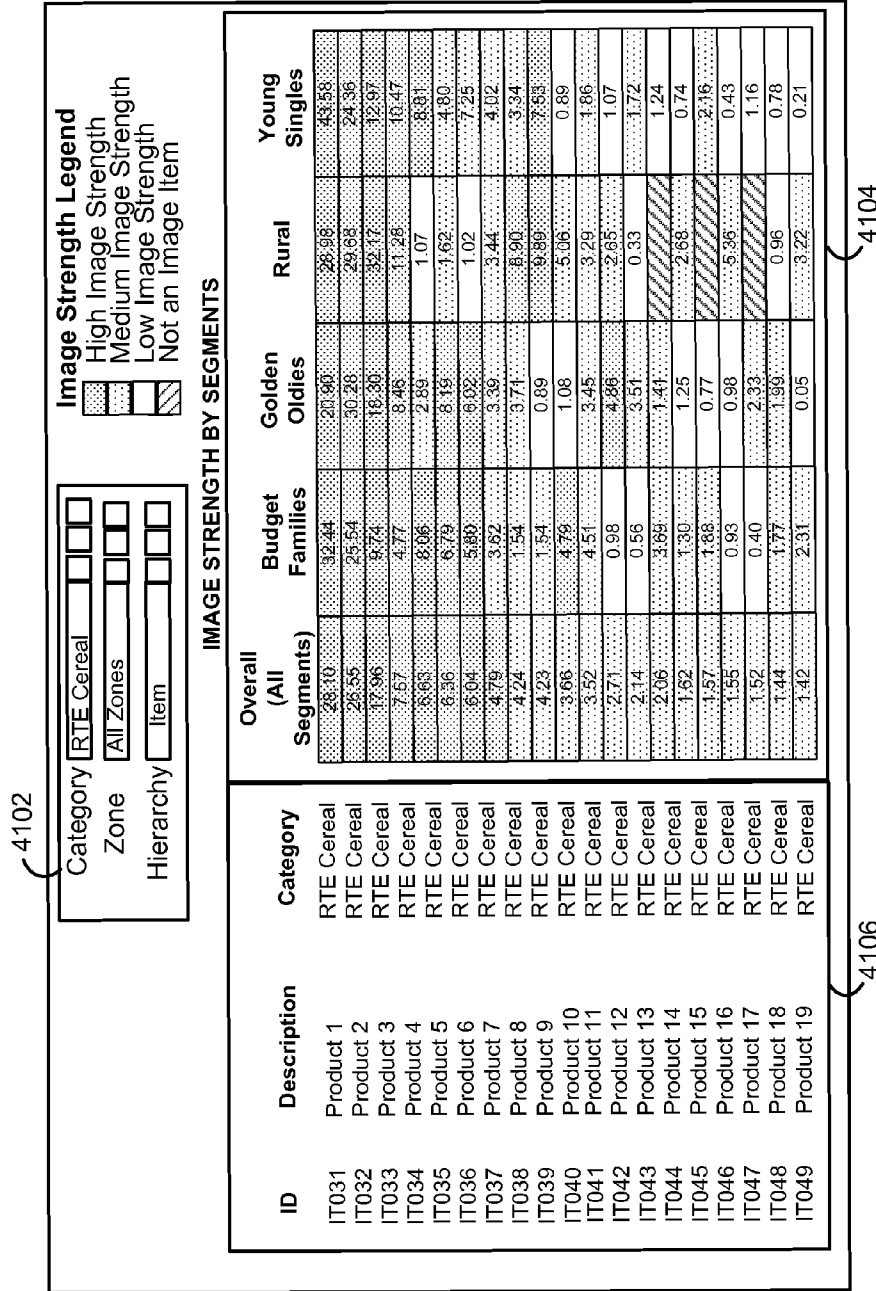 4102
Category RTE Cereal
Zone All Zones
Hierarchy Item
Image Strength Legend
High Image Strength
Medium Image Strength
Low Image Strength
Not an Image Item
IMAGE STRENGTH BY SEGMENTS
ID Description Category
IT031 Product 1 RTE Cereal
IT032 Product 2 RTE Cereal
IT033 Product 3 RTE Cereal
IT034 Product 4 RTE Cereal
IT035 Product 5 RTE Cereal
IT036 Product 6 RTE Cereal
IT037 Product 7 RTE Cereal
IT038 Product 8 RTE Cereal
IT039 Product 9 RTE Cereal
IT040 Product 10 RTE Cereal
IT041 Product 11 RTE Cereal
IT042 Product 12 RTE Cereal
IT043 Product 13 RTE Cereal
IT044 Product 14 RTE Cereal
IT045 Product 15 RTE Cereal
IT046 Product 16 RTE Cereal
IT047 Product 17 RTE Cereal
IT048 Product 18 RTE Cereal
IT049 Product 19 RTE Cereal
Overall (All Segments) Budget Families Golden Oldies Rural Young Singles
28.10 32.44 20.90 28.98 43.58
26.55 25.54 30.28 29.68 24.36
17.96 9.74 18.30 32.17 12.97
7.57 4.77 8.46 11.28 10.47
6.63 8.06 2.89 1.07 8.81
6.36 6.79 8.19 1.62 4.80
6.04 5.80 6.02 1.02 7.25
4.79 3.62 3.39 3.44 4.02
4.24 1.54 3.71 8.90 3.34
4.23 1.54 0.89 9.89 7.53
3.66 4.79 1.08 5.06 0.89
3.52 4.51 3.45 3.29 1.86
2.71 0.98 4.86 2.65 1.07
2.14 0.56 3.51 0.33 1.72
2.06 3.69 1.41 1.24
1.62 1.30 1.25 2.68 0.74
1.57 1.88 0.77 2.16
1.55 0.93 0.98 5.36 0.43
1.52 0.40 2.33 1.16
1.44 1.77 1.99 0.96 0.78
1.42 2.31 0.05 3.22 0.21
4106
4104